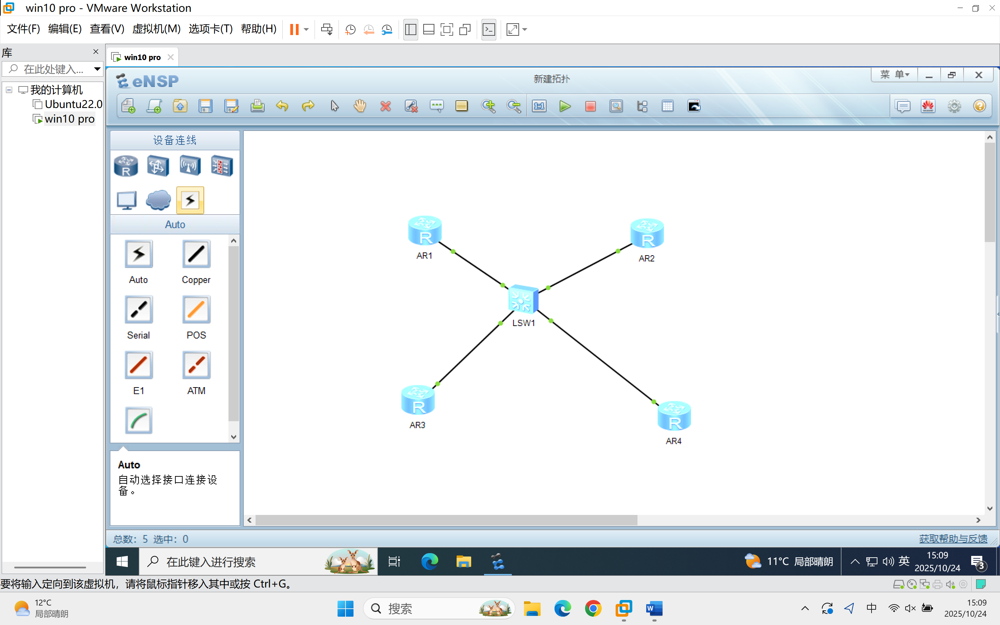 win10 pro - VMware Workstation
文件(F) 编辑(E) 查看(V) 虚拟机(M) 选项卡(T) 帮助(H)
库
在此处键入...
我的计算机
Ubuntu22.0
win10 pro
win10 pro
eNSP
新建拓扑
菜 单
1:1
设备连线
R
Auto
Auto
Copper
Serial
POS
E1
ATM
Auto
自动选择接口连接设
备。
R
AR1
R
AR2
LSW1
R
AR3
R
AR4
总数: 5 选中: 0
获取帮助与反馈
在此键入进行搜索
11°C 局部晴朗
英
15:09
2025/10/24
3
要将输入定向到该虚拟机，请将鼠标指针移入其中或按 Ctrl+G。
12°C
局部晴朗
搜索
W
中
15:09
2025/10/24